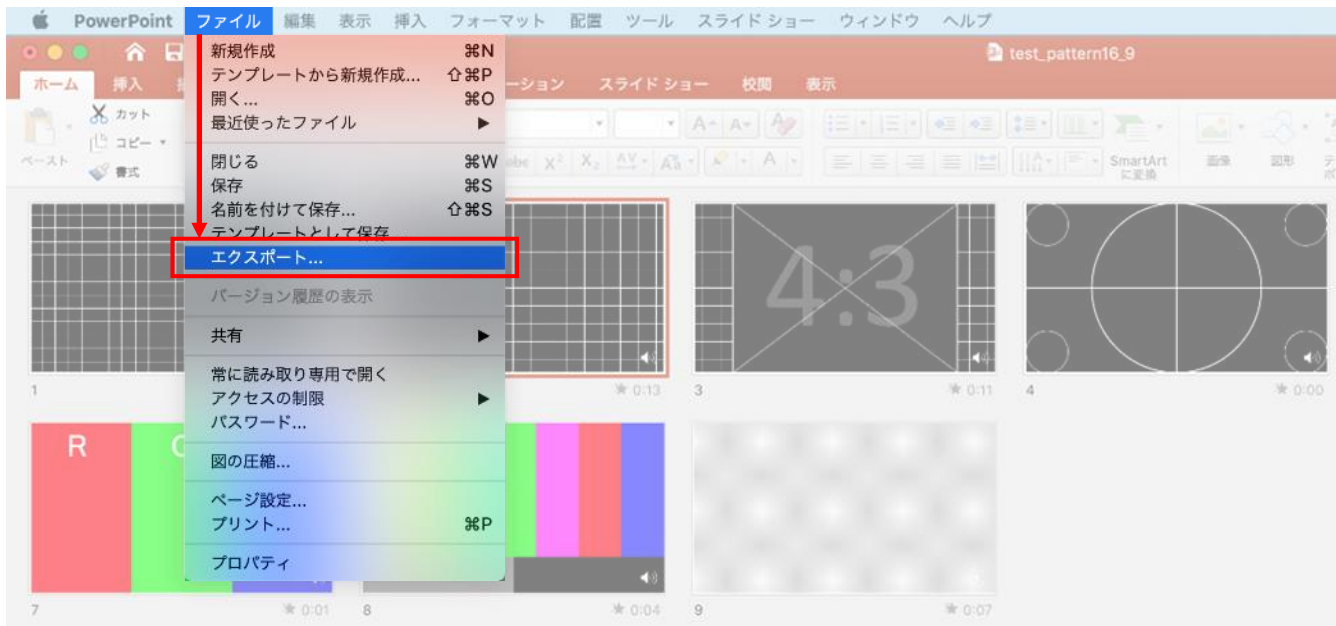 PowerPoint ファイル 編集 表示 挿入 フォーマット 配置 ツール スライド ショー ウィンドウ ヘルプ
test_pattern16_9
ホーム 挿入 ーション スライド ショー 校閲 表示
新規作成 ⌘N
テンプレートから新規作成... ⇧⌘P
開く... ⌘O
最近使ったファイル ▶
閉じる ⌘W
保存 ⌘S
名前を付けて保存... ⇧⌘S
テンプレートとして保存
エクスポート...
バージョン履歴の表示
共有 ▶
常に読み取り専用で開く
アクセスの制限 ▶
パスワード...
図の圧縮...
ページ設定...
プリント... ⌘P
プロパティ
ペースト
カット
コピー
書式
abc X² X₂ AV
A
SmartArt
に変換
画像
図形
4:3
1
0:13
3
0:11
4
0:00
R
7
0:01
8
0:04
9
0:07